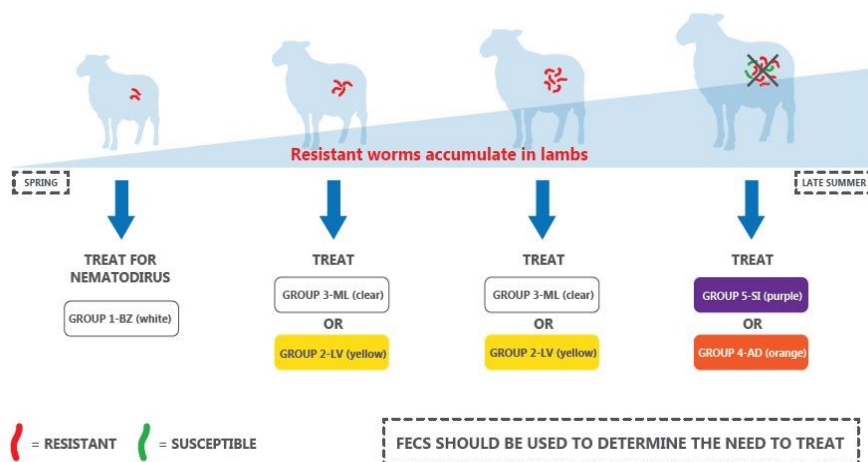 Resistant worms accumulate in lambs
SPRING
LATE SUMMER
TREAT FOR
NEMATODIRUS
GROUP 1-BZ (white)
TREAT
GROUP 3-ML (clear)
OR
GROUP 2-LV (yellow)
TREAT
GROUP 3-ML (clear)
OR
GROUP 2-LV (yellow)
TREAT
GROUP 5-SI (purple)
OR
GROUP 4-AD (orange)
= RESISTANT
= SUSCEPTIBLE
FECS SHOULD BE USED TO DETERMINE THE NEED TO TREAT